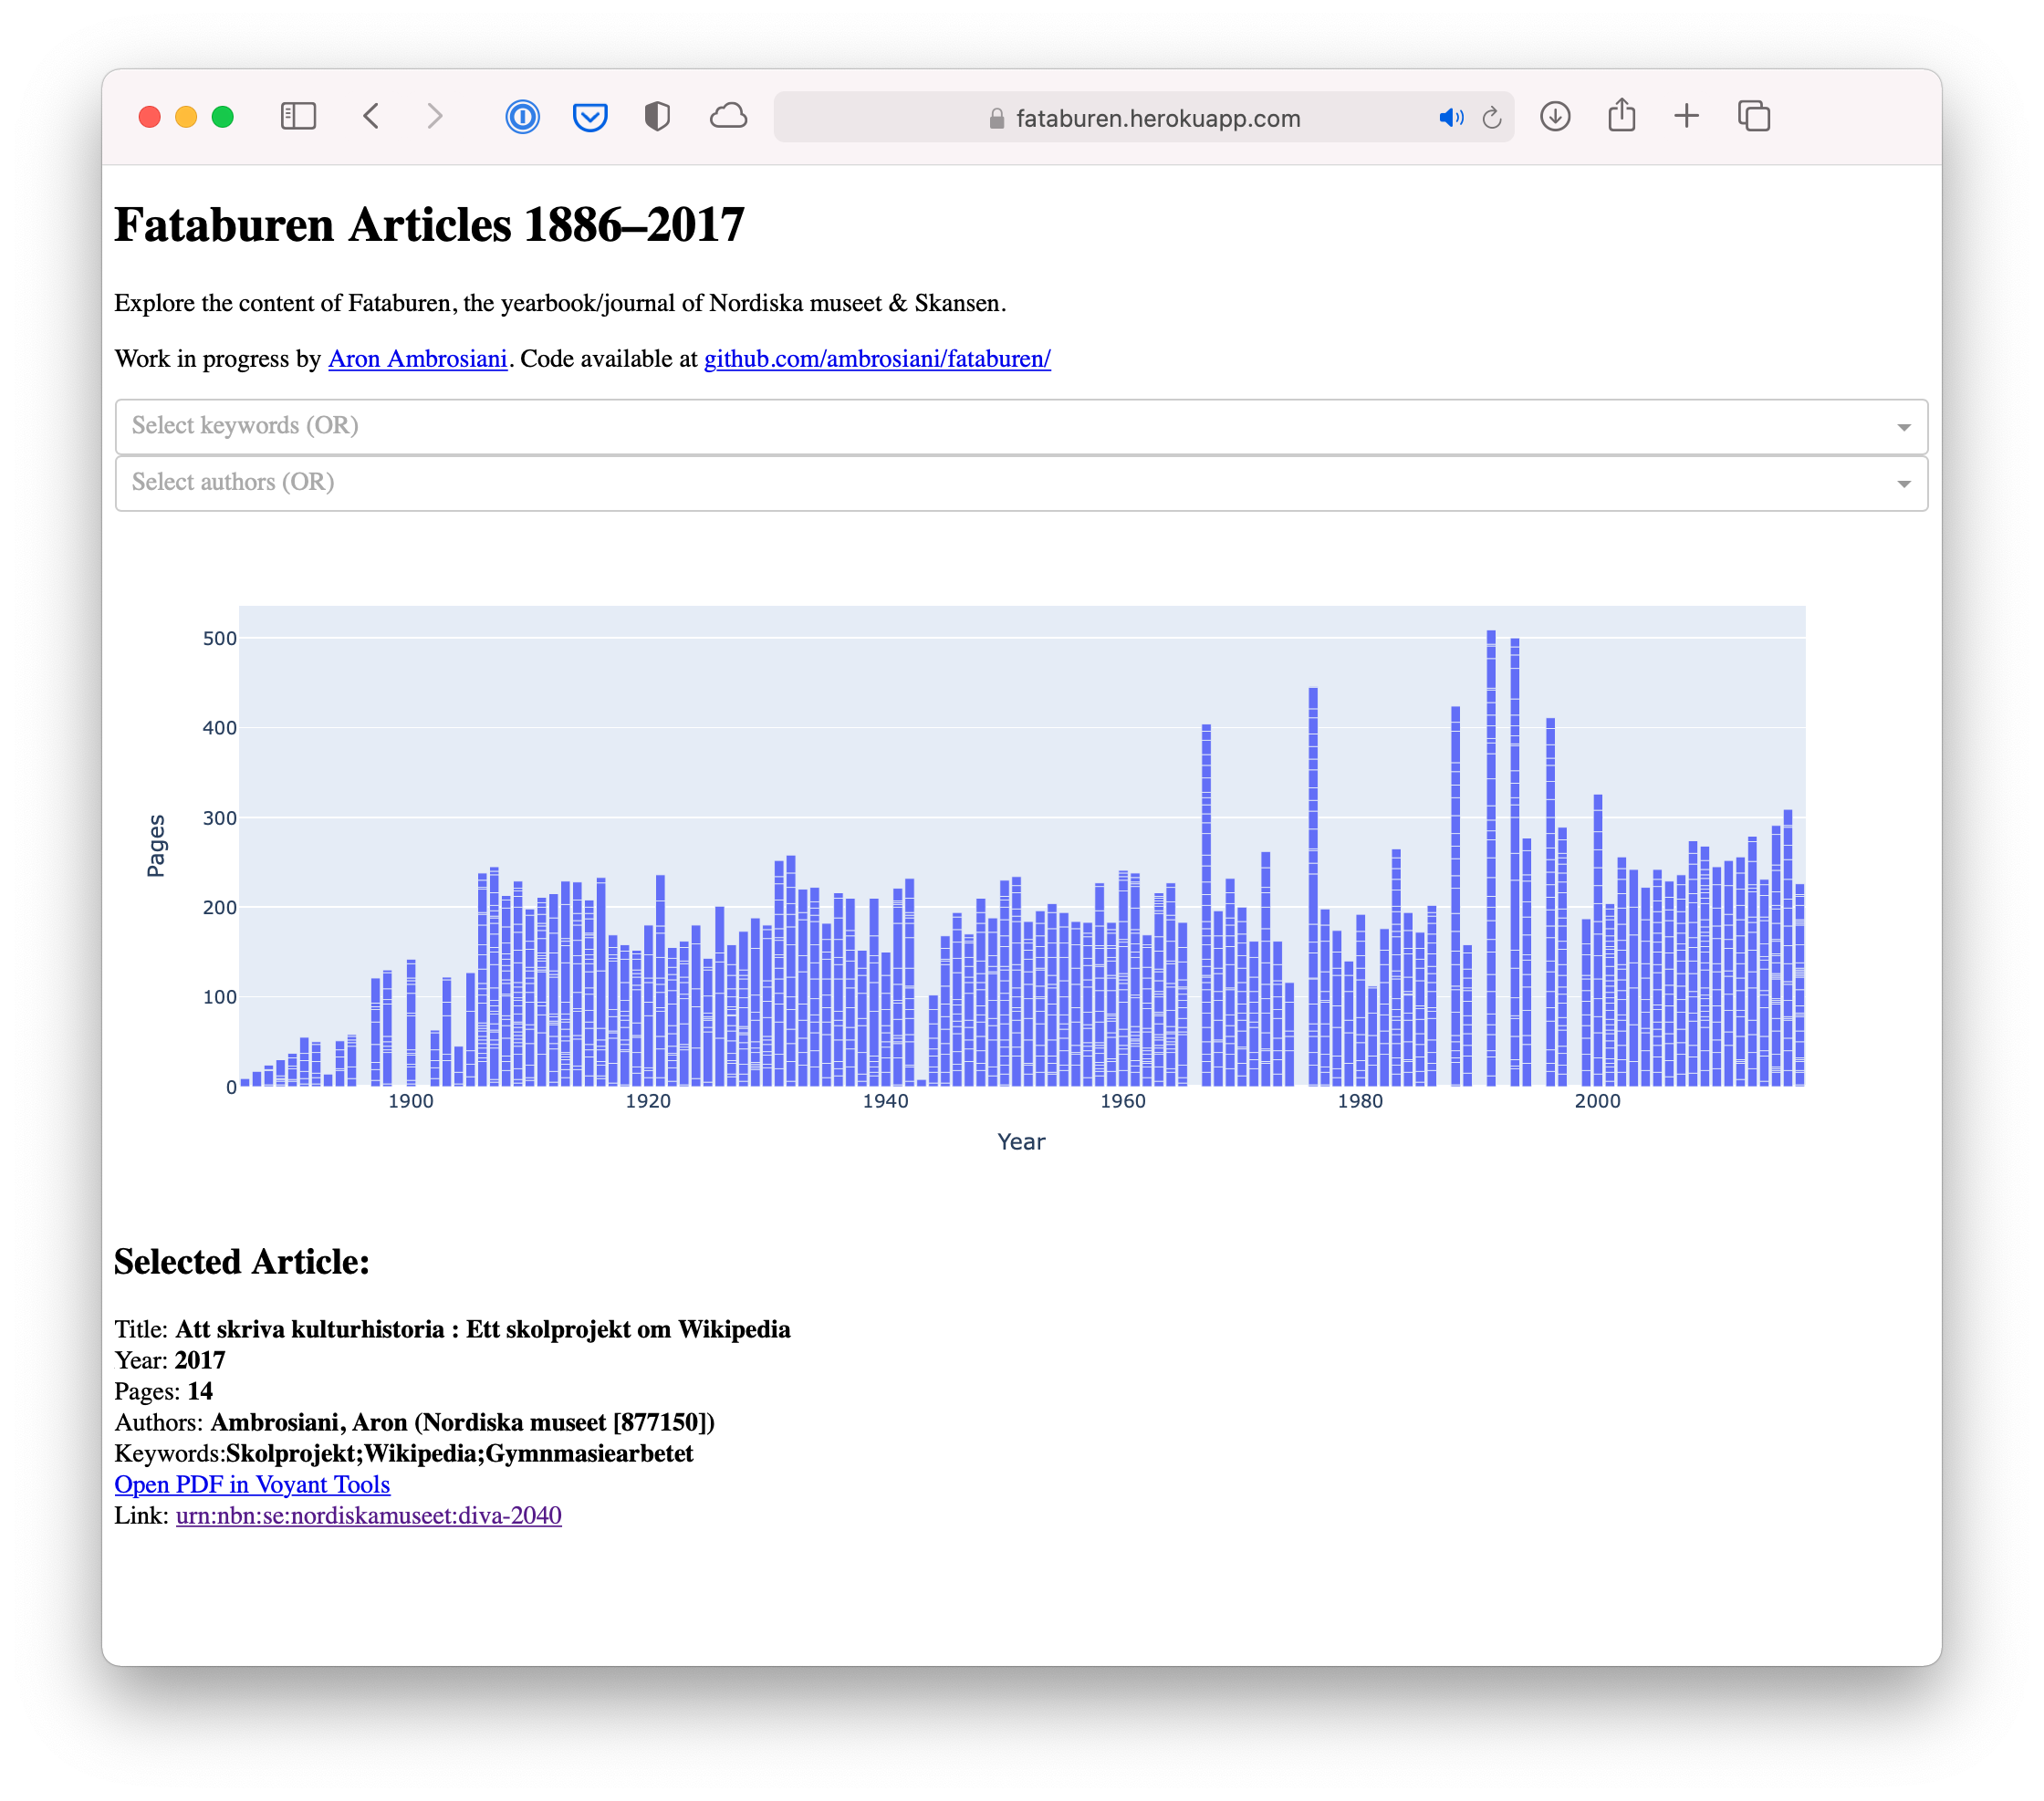 fataburen.herokuapp.com
Fataburen Articles 1886–2017
Explore the content of Fataburen, the yearbook/journal of Nordiska museet & Skansen.
Work in progress by Aron Ambrosiani. Code available at github.com/ambrosiani/fataburen/
Select keywords (OR)
Select authors (OR)
500
400
300
200
100
0
Pages
1900 1920 1940 1960 1980 2000
Year
Selected Article:
Title: Att skriva kulturhistoria : Ett skolprojekt om Wikipedia
Year: 2017
Pages: 14
Authors: Ambrosiani, Aron (Nordiska museet [877150])
Keywords:Skolprojekt;Wikipedia;Gymnmasiearbetet
Open PDF in Voyant Tools
Link: urn:nbn:se:nordiskamuseet:diva-2040